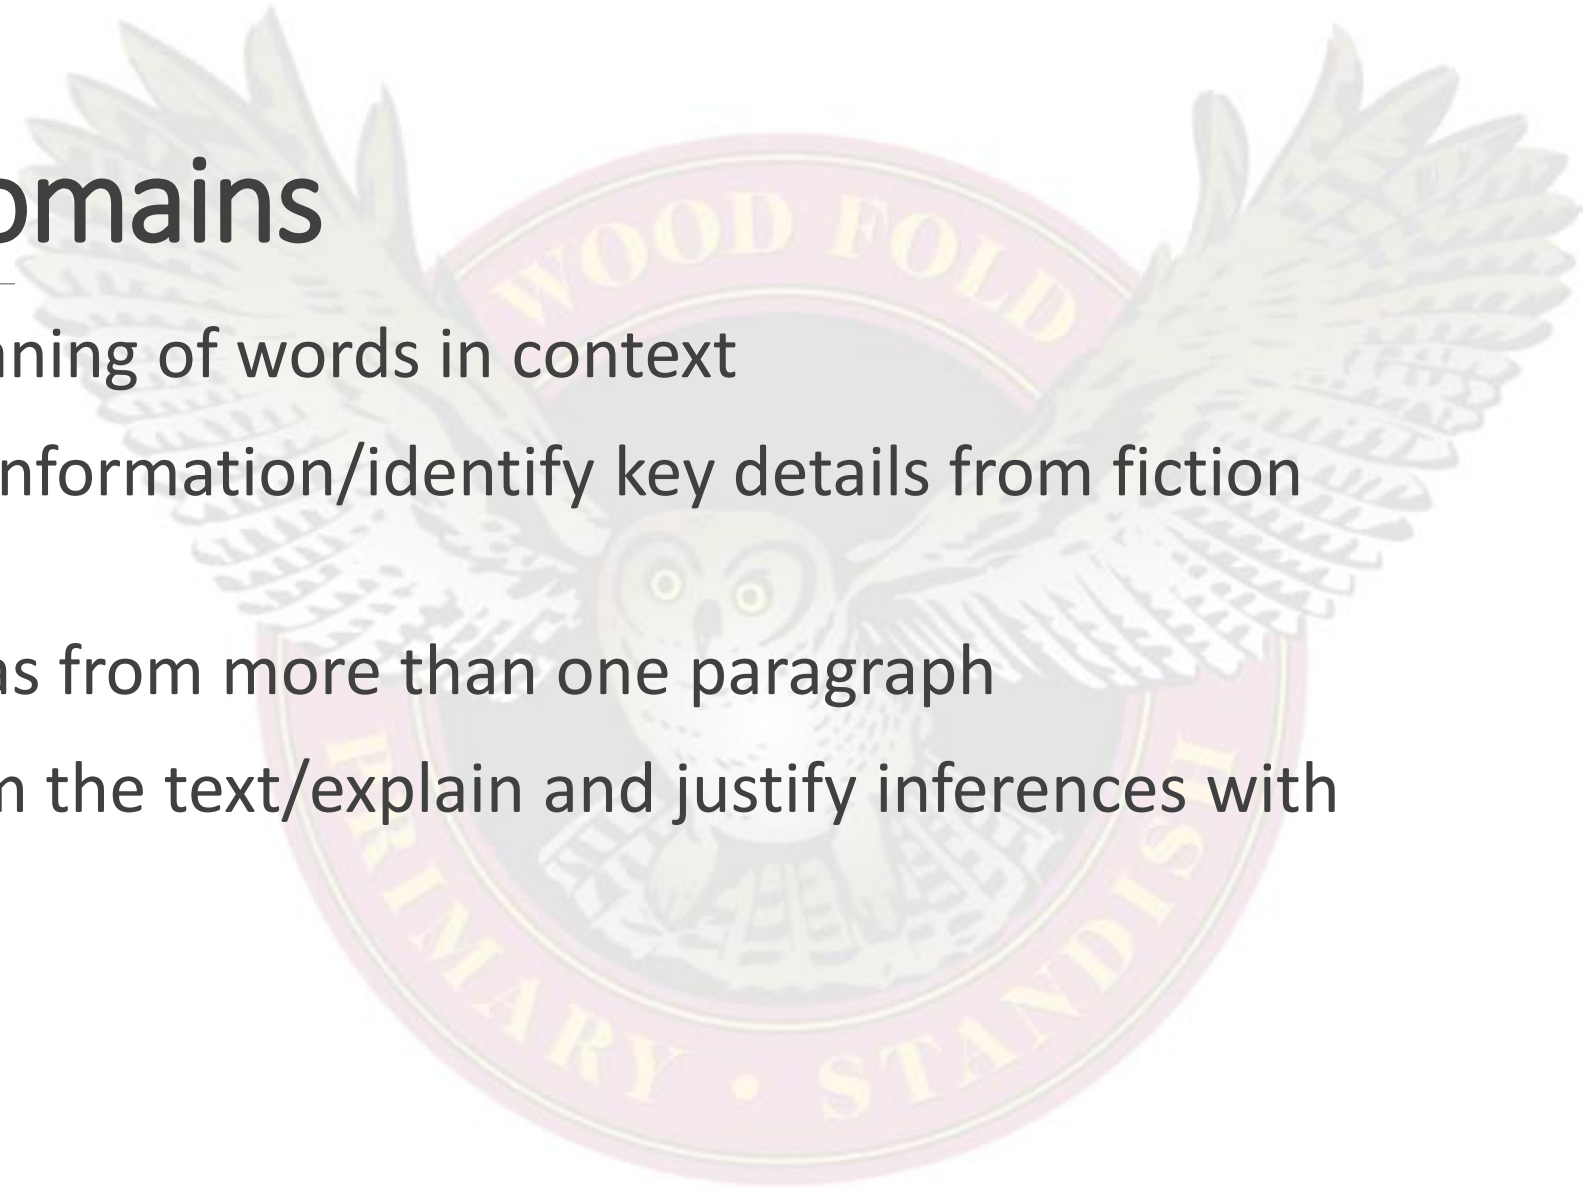 omains
ning of words in context
nformation/identify key details from fiction
as from more than one paragraph
m the text/explain and justify inferences with
WOOD FOLD
PRIMARY • STANDISH